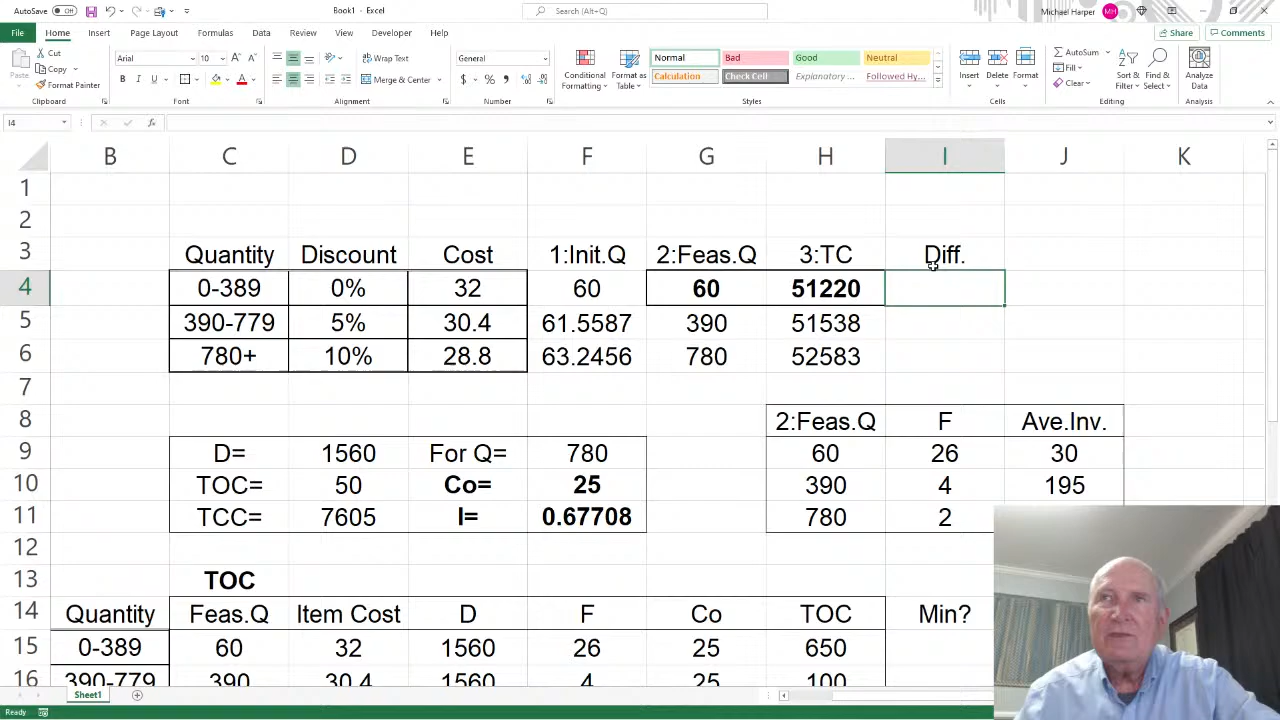 AutoSave Off
Book1 - Excel
Search (Alt+Q)
Michael Harper MH
File Home Insert Page Layout Formulas Data Review View Developer Help Share Comments
Paste
Cut
Copy
Format Painter
Clipboard
Arial 10
B I U
Font
Wrap Text
Merge & Center
Alignment
General
$ % ,
Number
Conditional Formatting
Format as Table
Normal Bad Good Neutral
Calculation Check Cell Explanatory ... Followed Hy...
Styles
Insert Delete Format
Cells
AutoSum
Fill
Clear
Sort & Filter
Find & Select
Editing
Analyze Data
Analysis
I4 fx
B C D E F G H I J K
1
2
3 Quantity Discount Cost 1:Init.Q 2:Feas.Q 3:TC Diff.
4 0-389 0% 32 60 60 51220
5 390-779 5% 30.4 61.5587 390 51538
6 780+ 10% 28.8 63.2456 780 52583
7
8 2:Feas.Q F Ave.Inv.
9 D= 1560 For Q= 780 60 26 30
10 TOC= 50 Co= 25 390 4 195
11 TCC= 7605 I= 0.67708 780 2
12
13 TOC
14 Quantity Feas.Q Item Cost D F Co TOC Min?
15 0-389 60 32 1560 26 25 650
16 390-779 390 30.4 1560 4 25 100
Sheet1
Ready